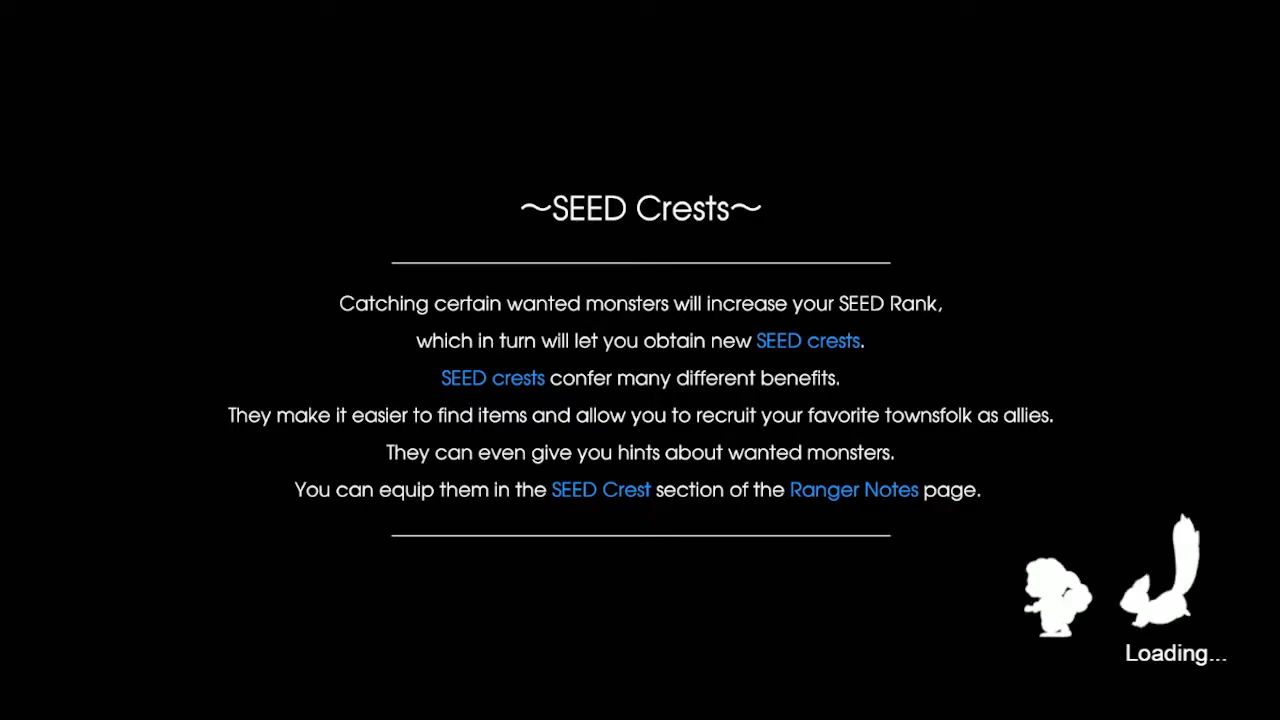 ～SEED Crests～
Catching certain wanted monsters will increase your SEED Rank,
which in turn will let you obtain new SEED crests.
SEED crests confer many different benefits.
They make it easier to find items and allow you to recruit your favorite townsfolk as allies.
They can even give you hints about wanted monsters.
You can equip them in the SEED Crest section of the Ranger Notes page.
Loading...